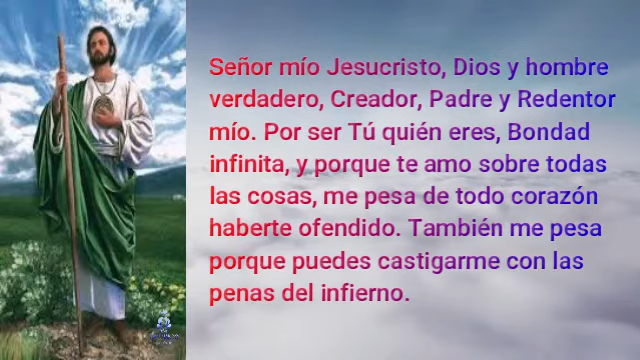 Señor mío Jesucristo, Dios y hombre
verdadero, Creador, Padre y Redentor
mío. Por ser Tú quién eres, Bondad
infinita, y porque te amo sobre todas
las cosas, me pesa de todo corazón
haberte ofendido. También me pesa
porque puedes castigarme con las
penas del infierno.